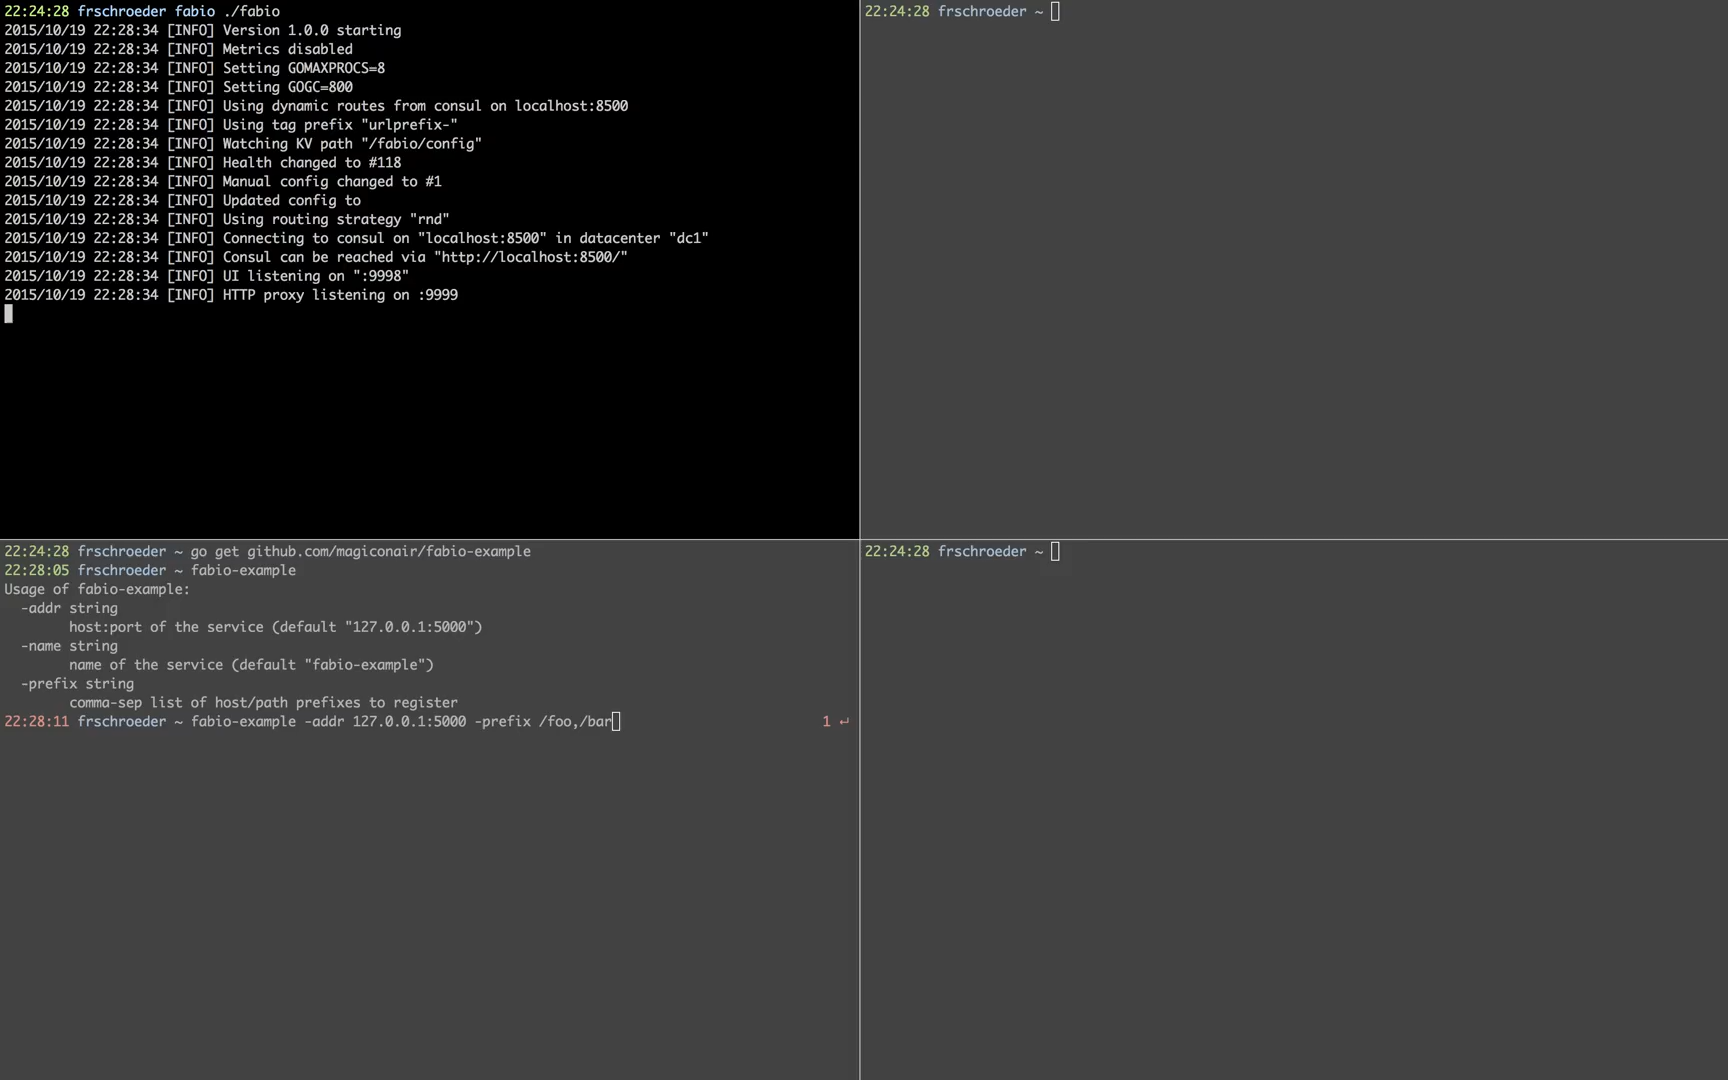 22:24:28 frschroeder fabio ./fabio
2015/10/19 22:28:34 [INFO] Version 1.0.0 starting
2015/10/19 22:28:34 [INFO] Metrics disabled
2015/10/19 22:28:34 [INFO] Setting GOMAXPROCS=8
2015/10/19 22:28:34 [INFO] Setting GOGC=800
2015/10/19 22:28:34 [INFO] Using dynamic routes from consul on localhost:8500
2015/10/19 22:28:34 [INFO] Using tag prefix "urlprefix-"
2015/10/19 22:28:34 [INFO] Watching KV path "/fabio/config"
2015/10/19 22:28:34 [INFO] Health changed to #118
2015/10/19 22:28:34 [INFO] Manual config changed to #1
2015/10/19 22:28:34 [INFO] Updated config to
2015/10/19 22:28:34 [INFO] Using routing strategy "rnd"
2015/10/19 22:28:34 [INFO] Connecting to consul on "localhost:8500" in datacenter "dc1"
2015/10/19 22:28:34 [INFO] Consul can be reached via "http://localhost:8500/"
2015/10/19 22:28:34 [INFO] UI listening on ":9998"
2015/10/19 22:28:34 [INFO] HTTP proxy listening on :9999
22:24:28 frschroeder ~
22:24:28 frschroeder ~ go get github.com/magiconair/fabio-example
22:28:05 frschroeder ~ fabio-example
Usage of fabio-example:
-addr string
host:port of the service (default "127.0.0.1:5000")
-name string
name of the service (default "fabio-example")
-prefix string
comma-sep list of host/path prefixes to register
22:28:11 frschroeder ~ fabio-example -addr 127.0.0.1:5000 -prefix /foo,/bar 1 ↵
22:24:28 frschroeder ~